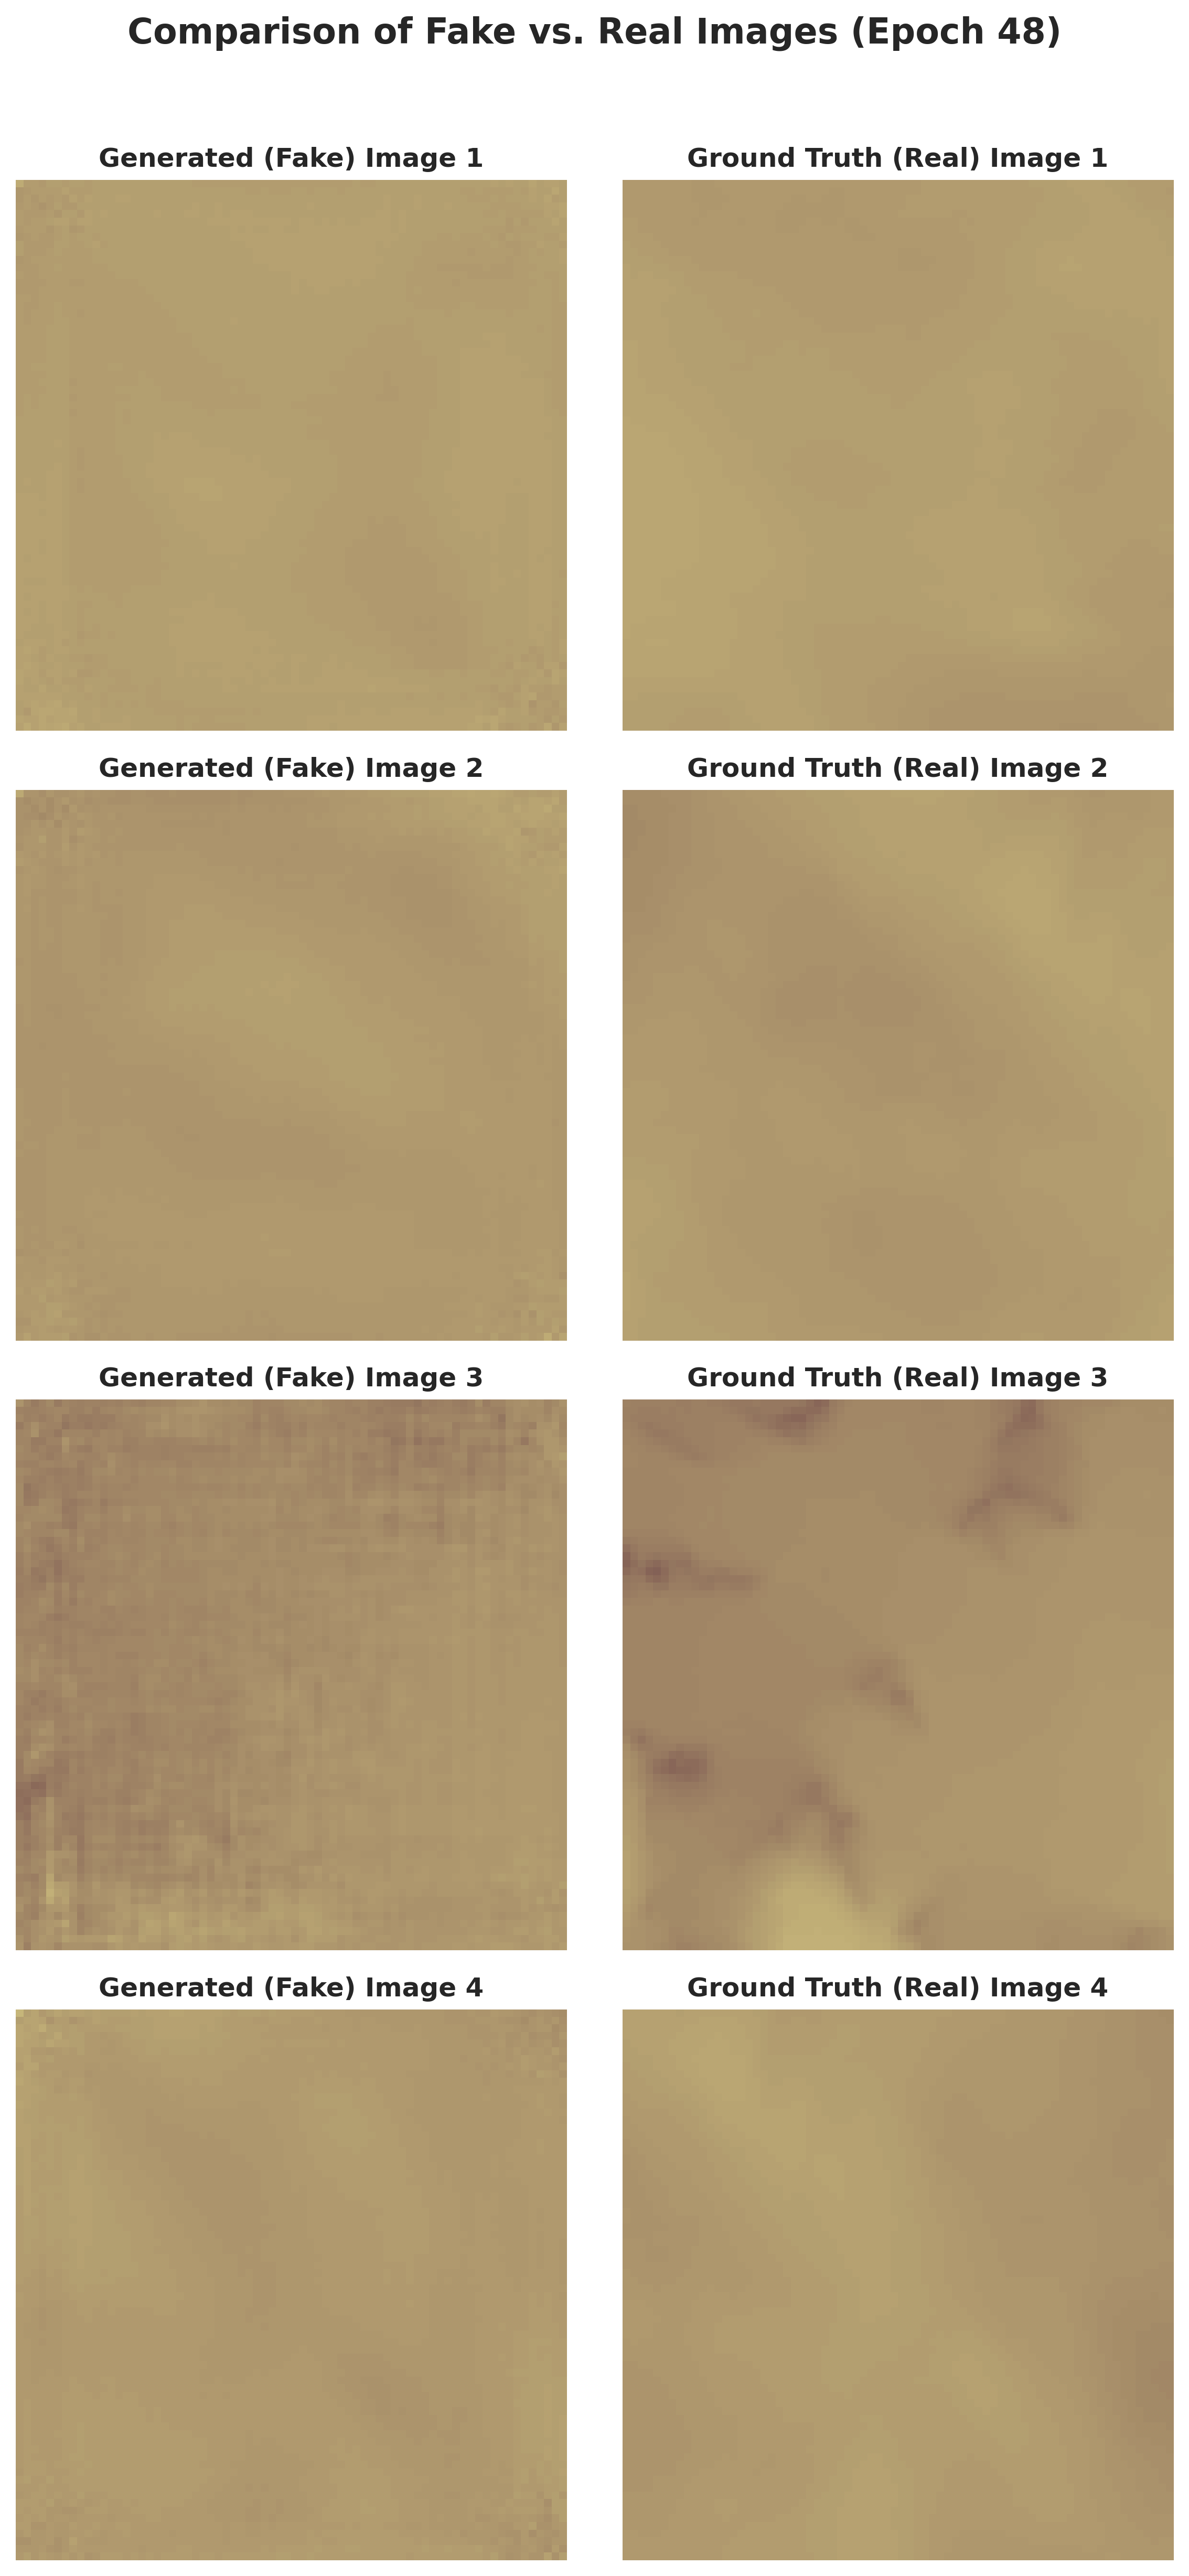 Comparison of Fake vs. Real Images (Epoch 48)
Generated (Fake) Image 1
Ground Truth (Real) Image 1
Generated (Fake) Image 2
Ground Truth (Real) Image 2
Generated (Fake) Image 3
Ground Truth (Real) Image 3
Generated (Fake) Image 4
Ground Truth (Real) Image 4